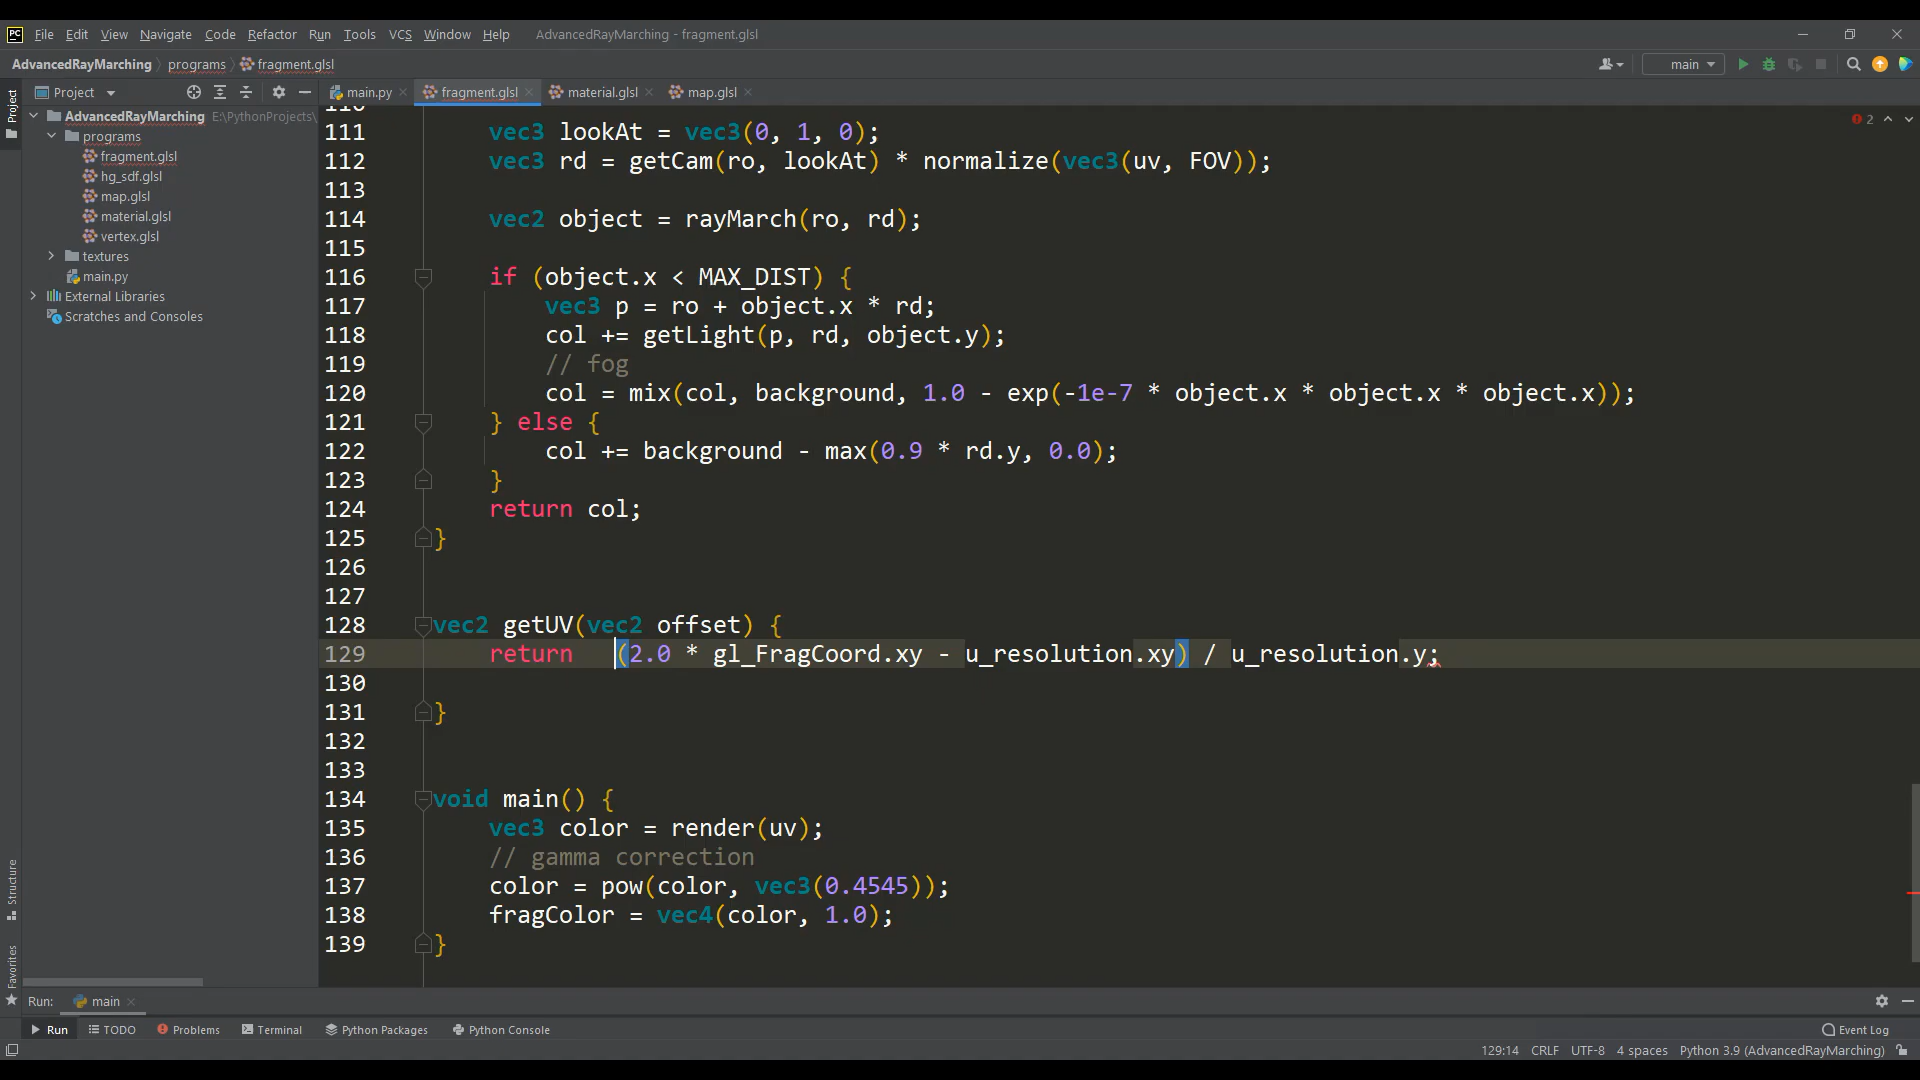 PC File Edit View Navigate Code Refactor Run Tools VCS Window Help AdvancedRayMarching - fragment.glsl
AdvancedRayMarching programs fragment.glsl main
Project main.py fragment.glsl material.glsl map.glsl
AdvancedRayMarching E:\PythonProjects\
programs
fragment.glsl
hg_sdf.glsl
map.glsl
material.glsl
vertex.glsl
textures
main.py
External Libraries
Scratches and Consoles
Project
Structure
Favorites
2
111 vec3 lookAt = vec3(0, 1, 0);
112 vec3 rd = getCam(ro, lookAt) * normalize(vec3(uv, FOV));
113
114 vec2 object = rayMarch(ro, rd);
115
116 if (object.x < MAX_DIST) {
117 vec3 p = ro + object.x * rd;
118 col += getLight(p, rd, object.y);
119 // fog
120 col = mix(col, background, 1.0 - exp(-1e-7 * object.x * object.x * object.x));
121 } else {
122 col += background - max(0.9 * rd.y, 0.0);
123 }
124 return col;
125 }
126
127
128 vec2 getUV(vec2 offset) {
129 return (2.0 * gl_FragCoord.xy - u_resolution.xy) / u_resolution.y;
130
131 }
132
133
134 void main() {
135 vec3 color = render(uv);
136 // gamma correction
137 color = pow(color, vec3(0.4545));
138 fragColor = vec4(color, 1.0);
139 }
Run: main
Run TODO Problems Terminal Python Packages Python Console Event Log
129:14 CRLF UTF-8 4 spaces Python 3.9 (AdvancedRayMarching)